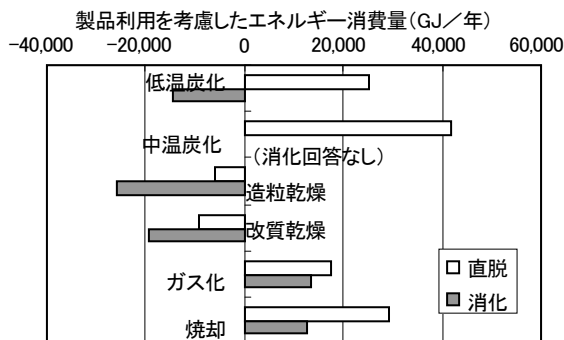 製品利用を考慮したエネルギー消費量(GJ／年)
-40,000 -20,000 0 20,000 40,000 60,000
低温炭化
中温炭化
(消化回答なし)
造粒乾燥
改質乾燥
ガス化
焼却
直脱
消化